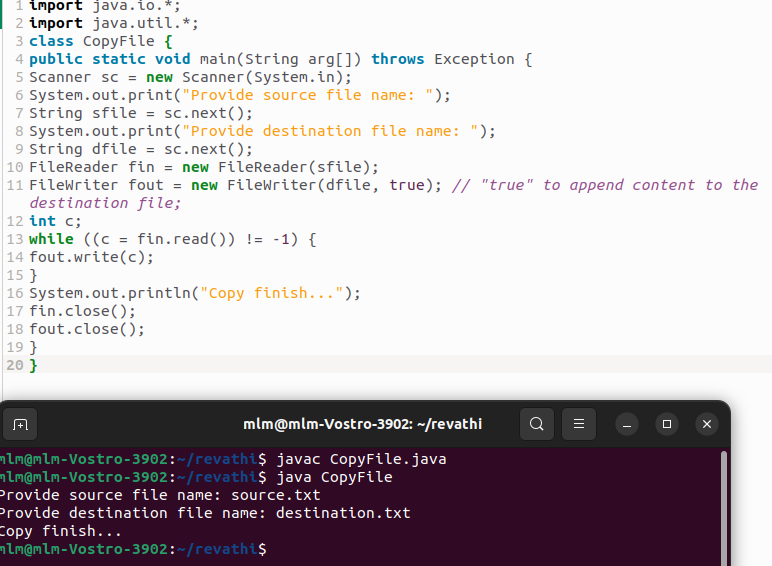 1 import java.io.*;
2 import java.util.*;
3 class CopyFile {
4 public static void main(String arg[]) throws Exception {
5 Scanner sc = new Scanner(System.in);
6 System.out.print("Provide source file name: ");
7 String sfile = sc.next();
8 System.out.print("Provide destination file name: ");
9 String dfile = sc.next();
10 FileReader fin = new FileReader(sfile);
11 FileWriter fout = new FileWriter(dfile, true); // "true" to append content to the
destination file;
12 int c;
13 while ((c = fin.read()) != -1) {
14 fout.write(c);
15 }
16 System.out.println("Copy finish...");
17 fin.close();
18 fout.close();
19 }
20 }
mlm@mlm-Vostro-3902: ~/revathi
mlm@mlm-Vostro-3902:~/revathi$ javac CopyFile.java
mlm@mlm-Vostro-3902:~/revathi$ java CopyFile
Provide source file name: source.txt
Provide destination file name: destination.txt
Copy finish...
mlm@mlm-Vostro-3902:~/revathi$